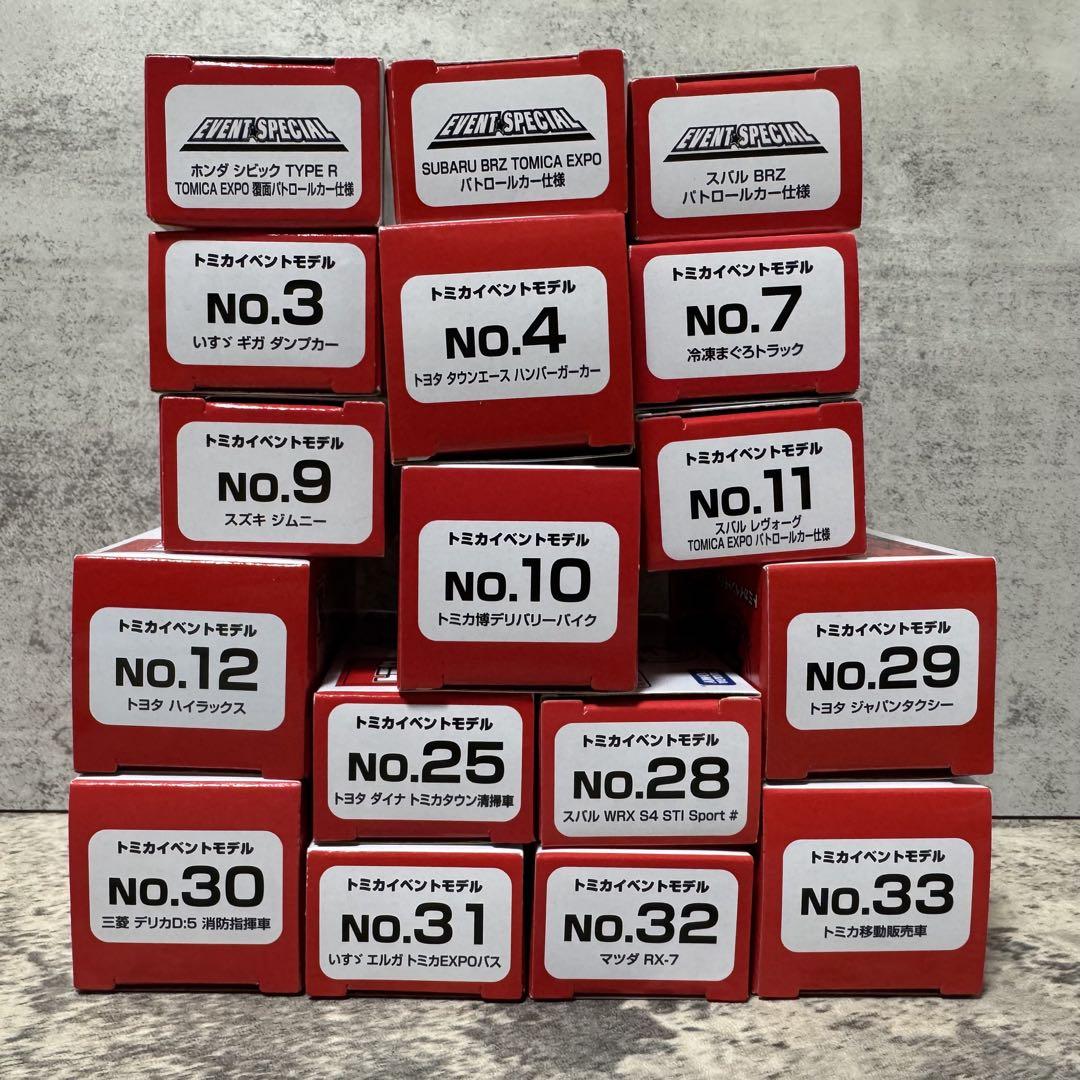 EVENT SPECIAL
ホンダ シビック TYPE R
TOMICA EXPO 覆面パトロールカー仕様
EVENT SPECIAL
SUBARU BRZ TOMICA EXPO
パトロールカー仕様
EVENT SPECIAL
スバル BRZ
パトロールカー仕様
トミカイベントモデル
NO.3
いすゞ ギガ ダンプカー
トミカイベントモデル
NO.4
トヨタ タウンエース ハンバーガーカー
トミカイベントモデル
NO.7
冷凍まぐろトラック
トミカイベントモデル
NO.9
スズキ ジムニー
トミカイベントモデル
NO.10
トミカ博デリバリーバイク
トミカイベントモデル
NO.11
スバル レヴォーグ
TOMICA EXPO パトロールカー仕様
トミカイベントモデル
NO.12
トヨタ ハイラックス
トミカイベントモデル
NO.25
トヨタ ダイナ トミカタウン清掃車
トミカイベントモデル
NO.28
スバル WRX S4 STI Sport #
トミカイベントモデル
NO.29
トヨタ ジャパンタクシー
トミカイベントモデル
NO.30
三菱 デリカD:5 消防指揮車
トミカイベントモデル
NO.31
いすゞ エルガ トミカEXPOバス
トミカイベントモデル
NO.32
マツダ RX-7
トミカイベントモデル
NO.33
トミカ移動販売車